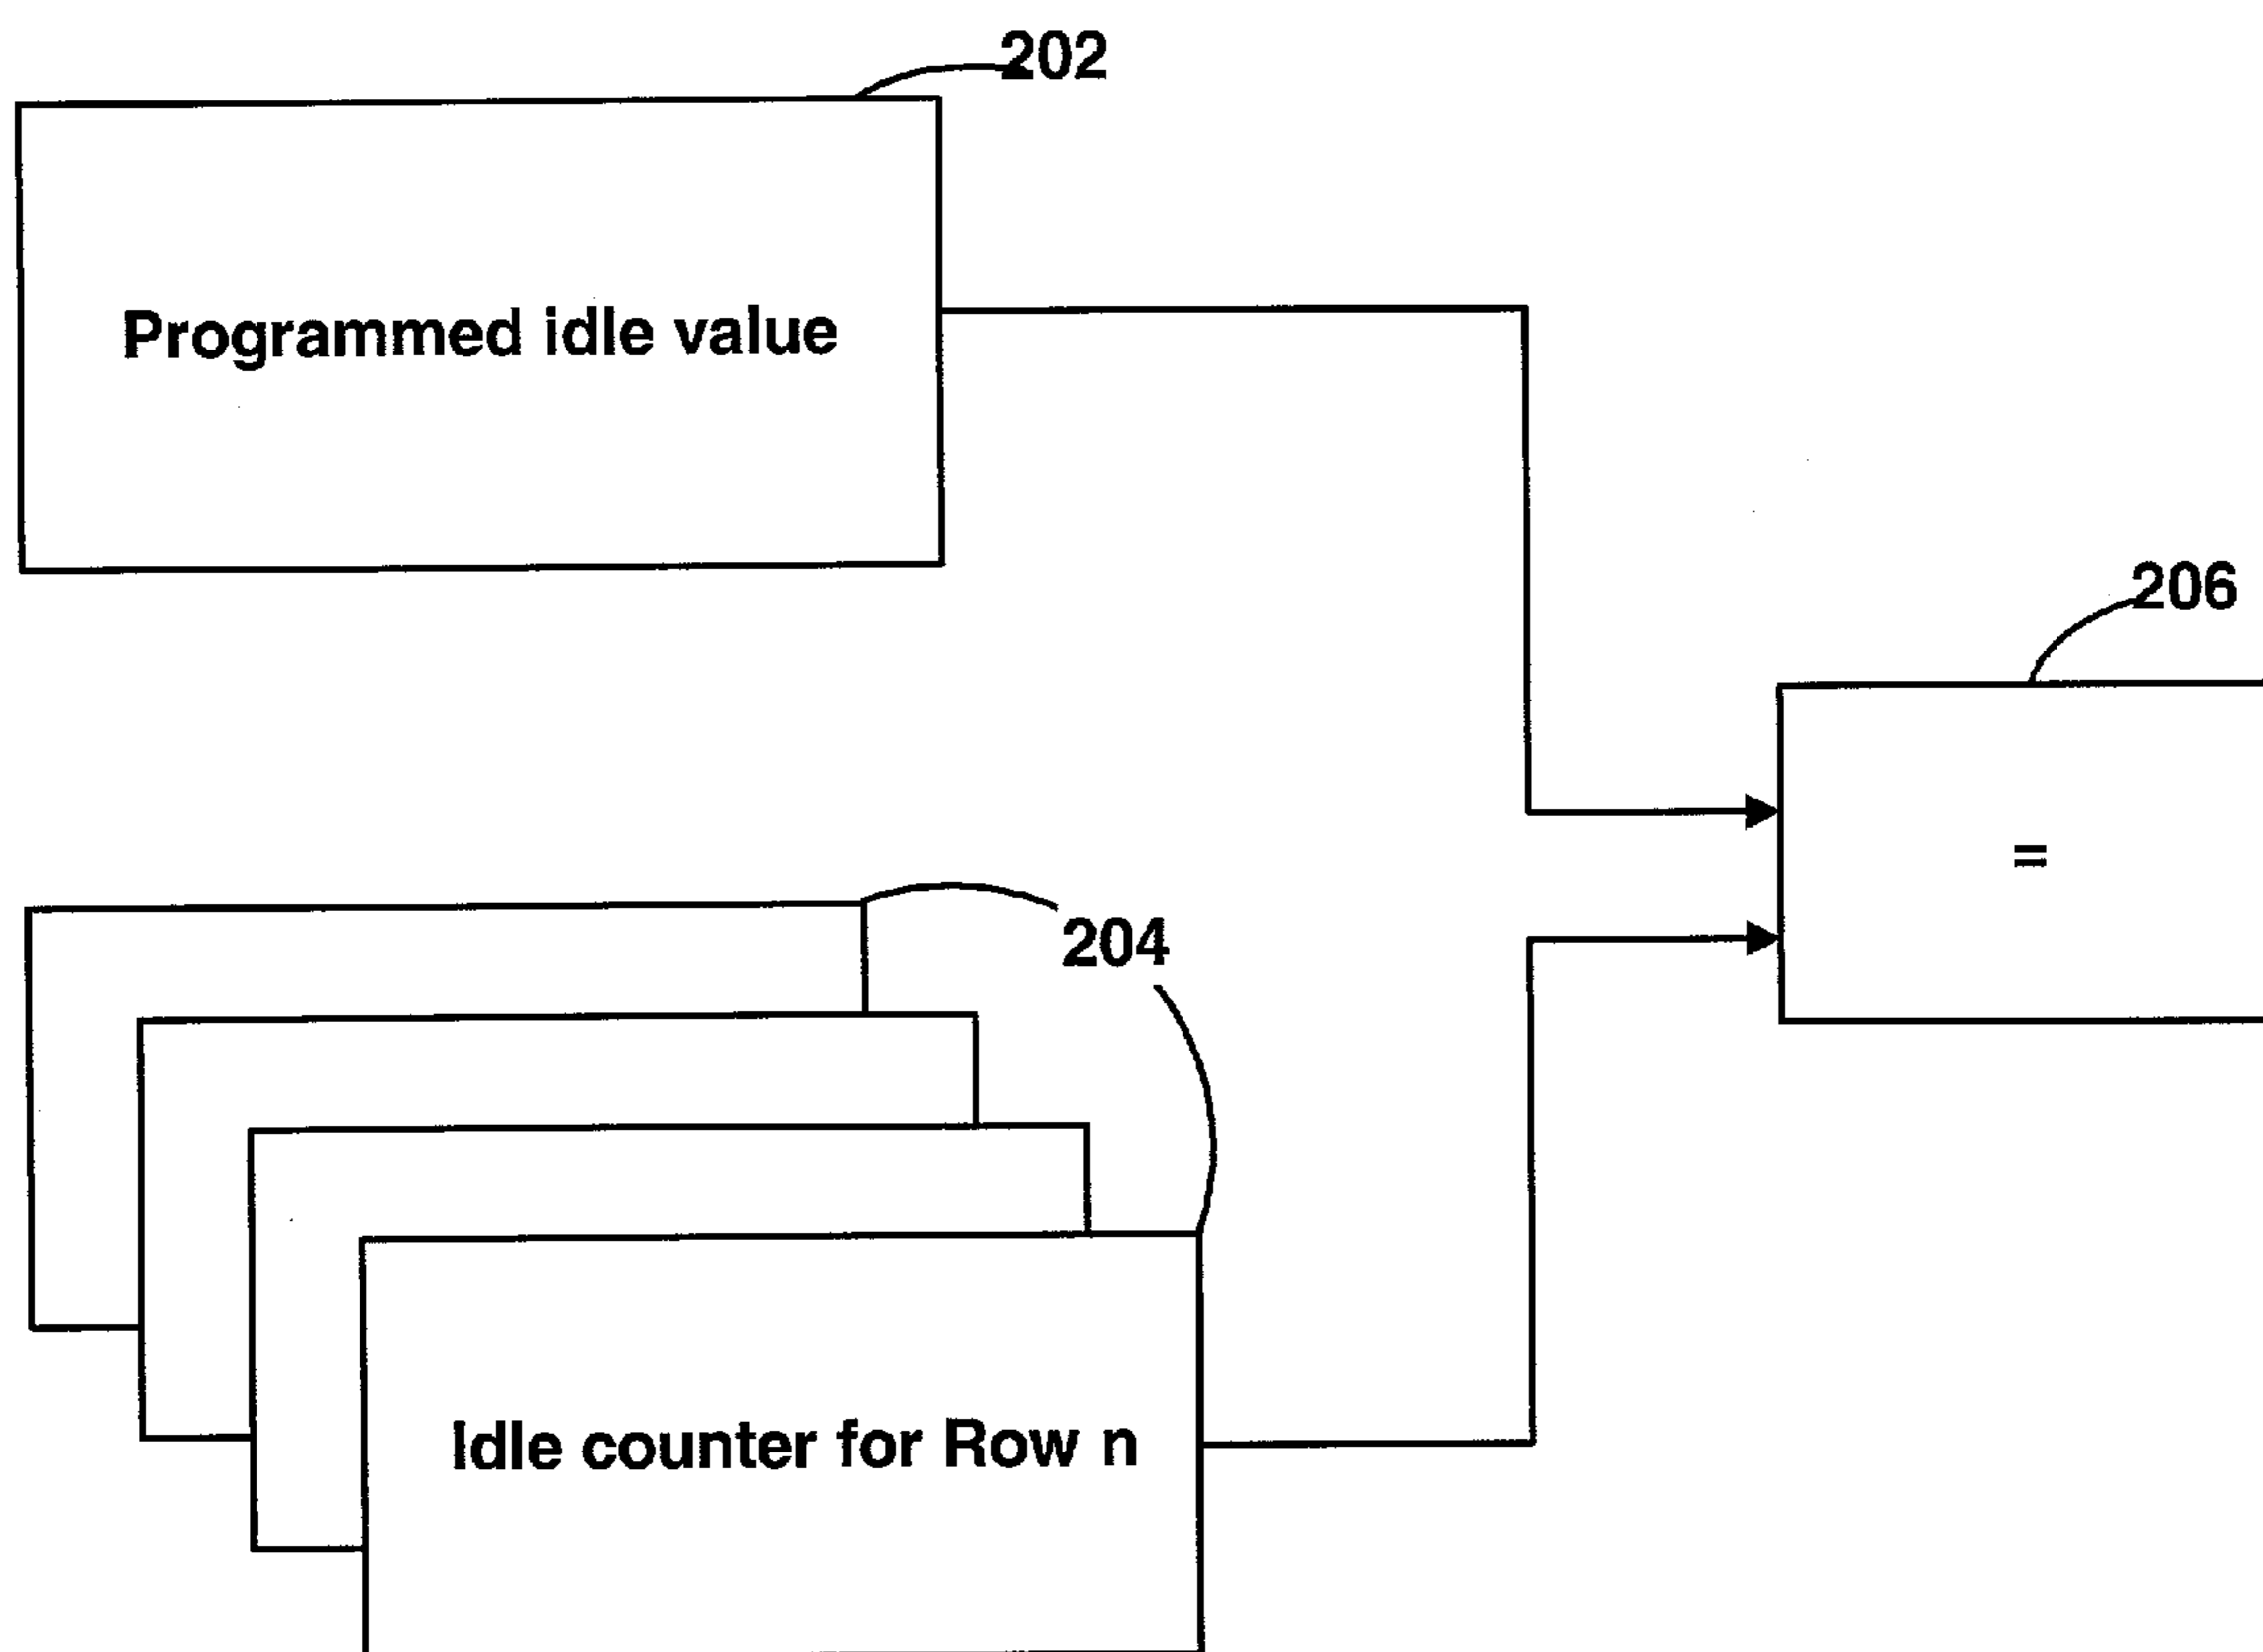 202
Programmed idle value
206
=
204
Idle counter for Row n